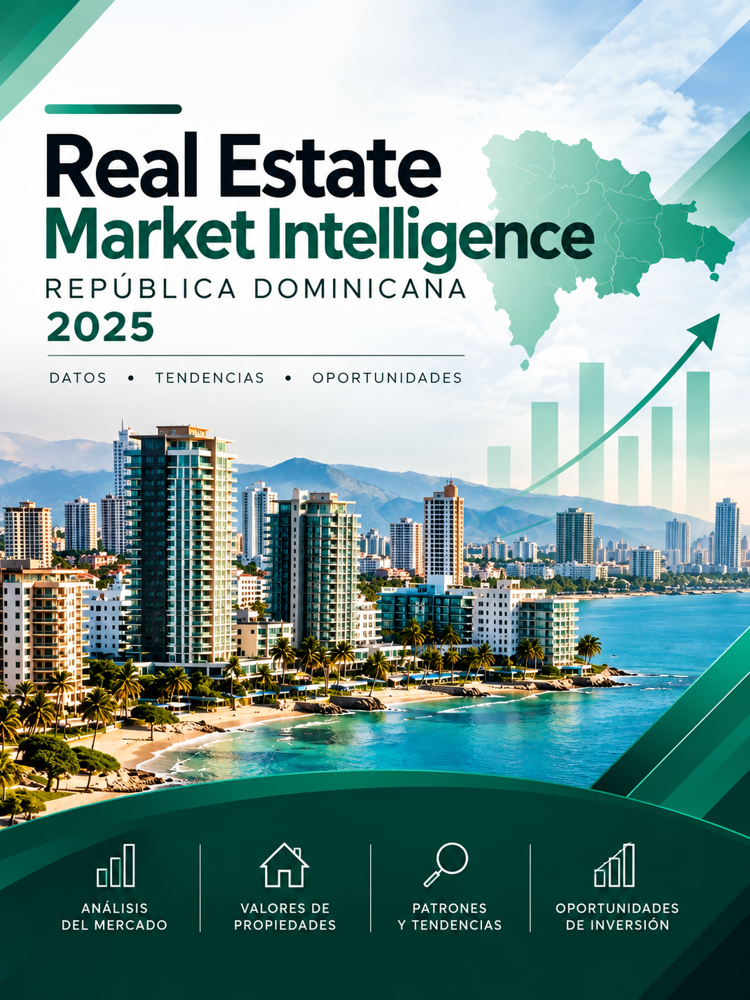 Real Estate
Market Intelligence
REPÚBLICA DOMINICANA
2025
DATOS • TENDENCIAS • OPORTUNIDADES
ANÁLISIS
DEL MERCADO
VALORES DE
PROPIEDADES
PATRONES
Y TENDENCIAS
OPORTUNIDADES
DE INVERSIÓN